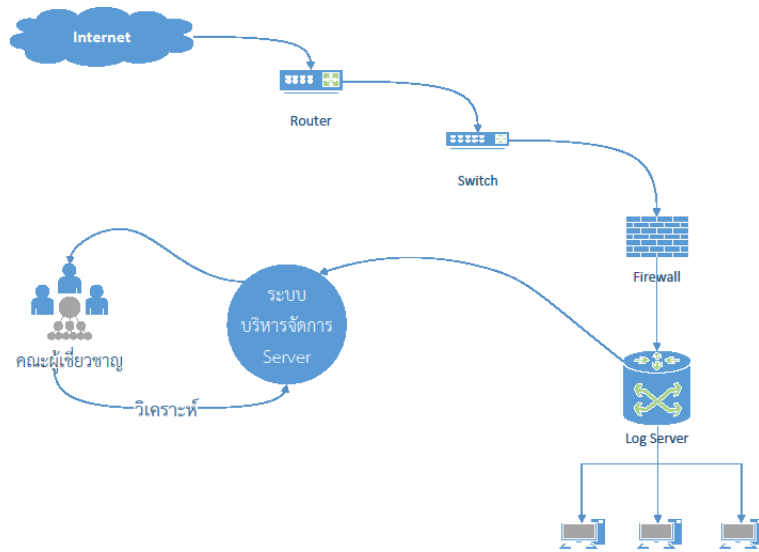 Internet
Router
Switch
Firewall
ระบบ
บริหารจัดการ
Server
คณะผู้เชี่ยวชาญ
วิเคราะห์
Log Server